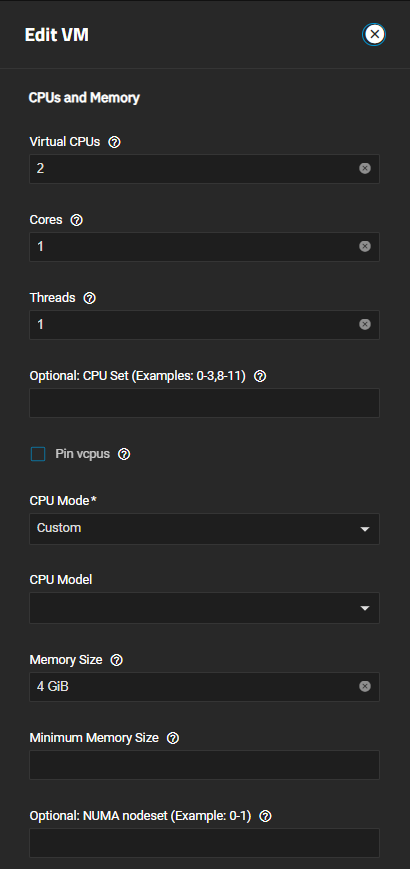 Edit VM
CPUs and Memory
Virtual CPUs
2
Cores
1
Threads
1
Optional: CPU Set (Examples: 0-3,8-11)
Pin vcpus
CPU Mode*
Custom
CPU Model
Memory Size
4 GiB
Minimum Memory Size
Optional: NUMA nodeset (Example: 0-1)